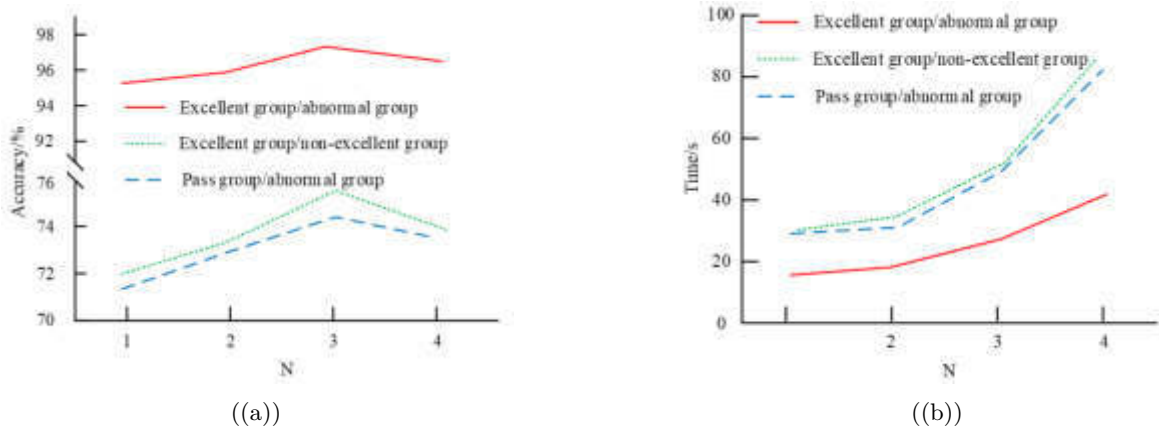 98
96
94
92
76
74
72
70
Accuracy/%
Excellent group/abnormal group
Excellent group/non-excellent group
Pass group/abnormal group
1 2 3 4
N
((a))
100
80
60
40
20
0
Time/s
Excellent group/abnormal group
Excellent group/non-excellent group
Pass group/abnormal group
2 3 4
N
((b))